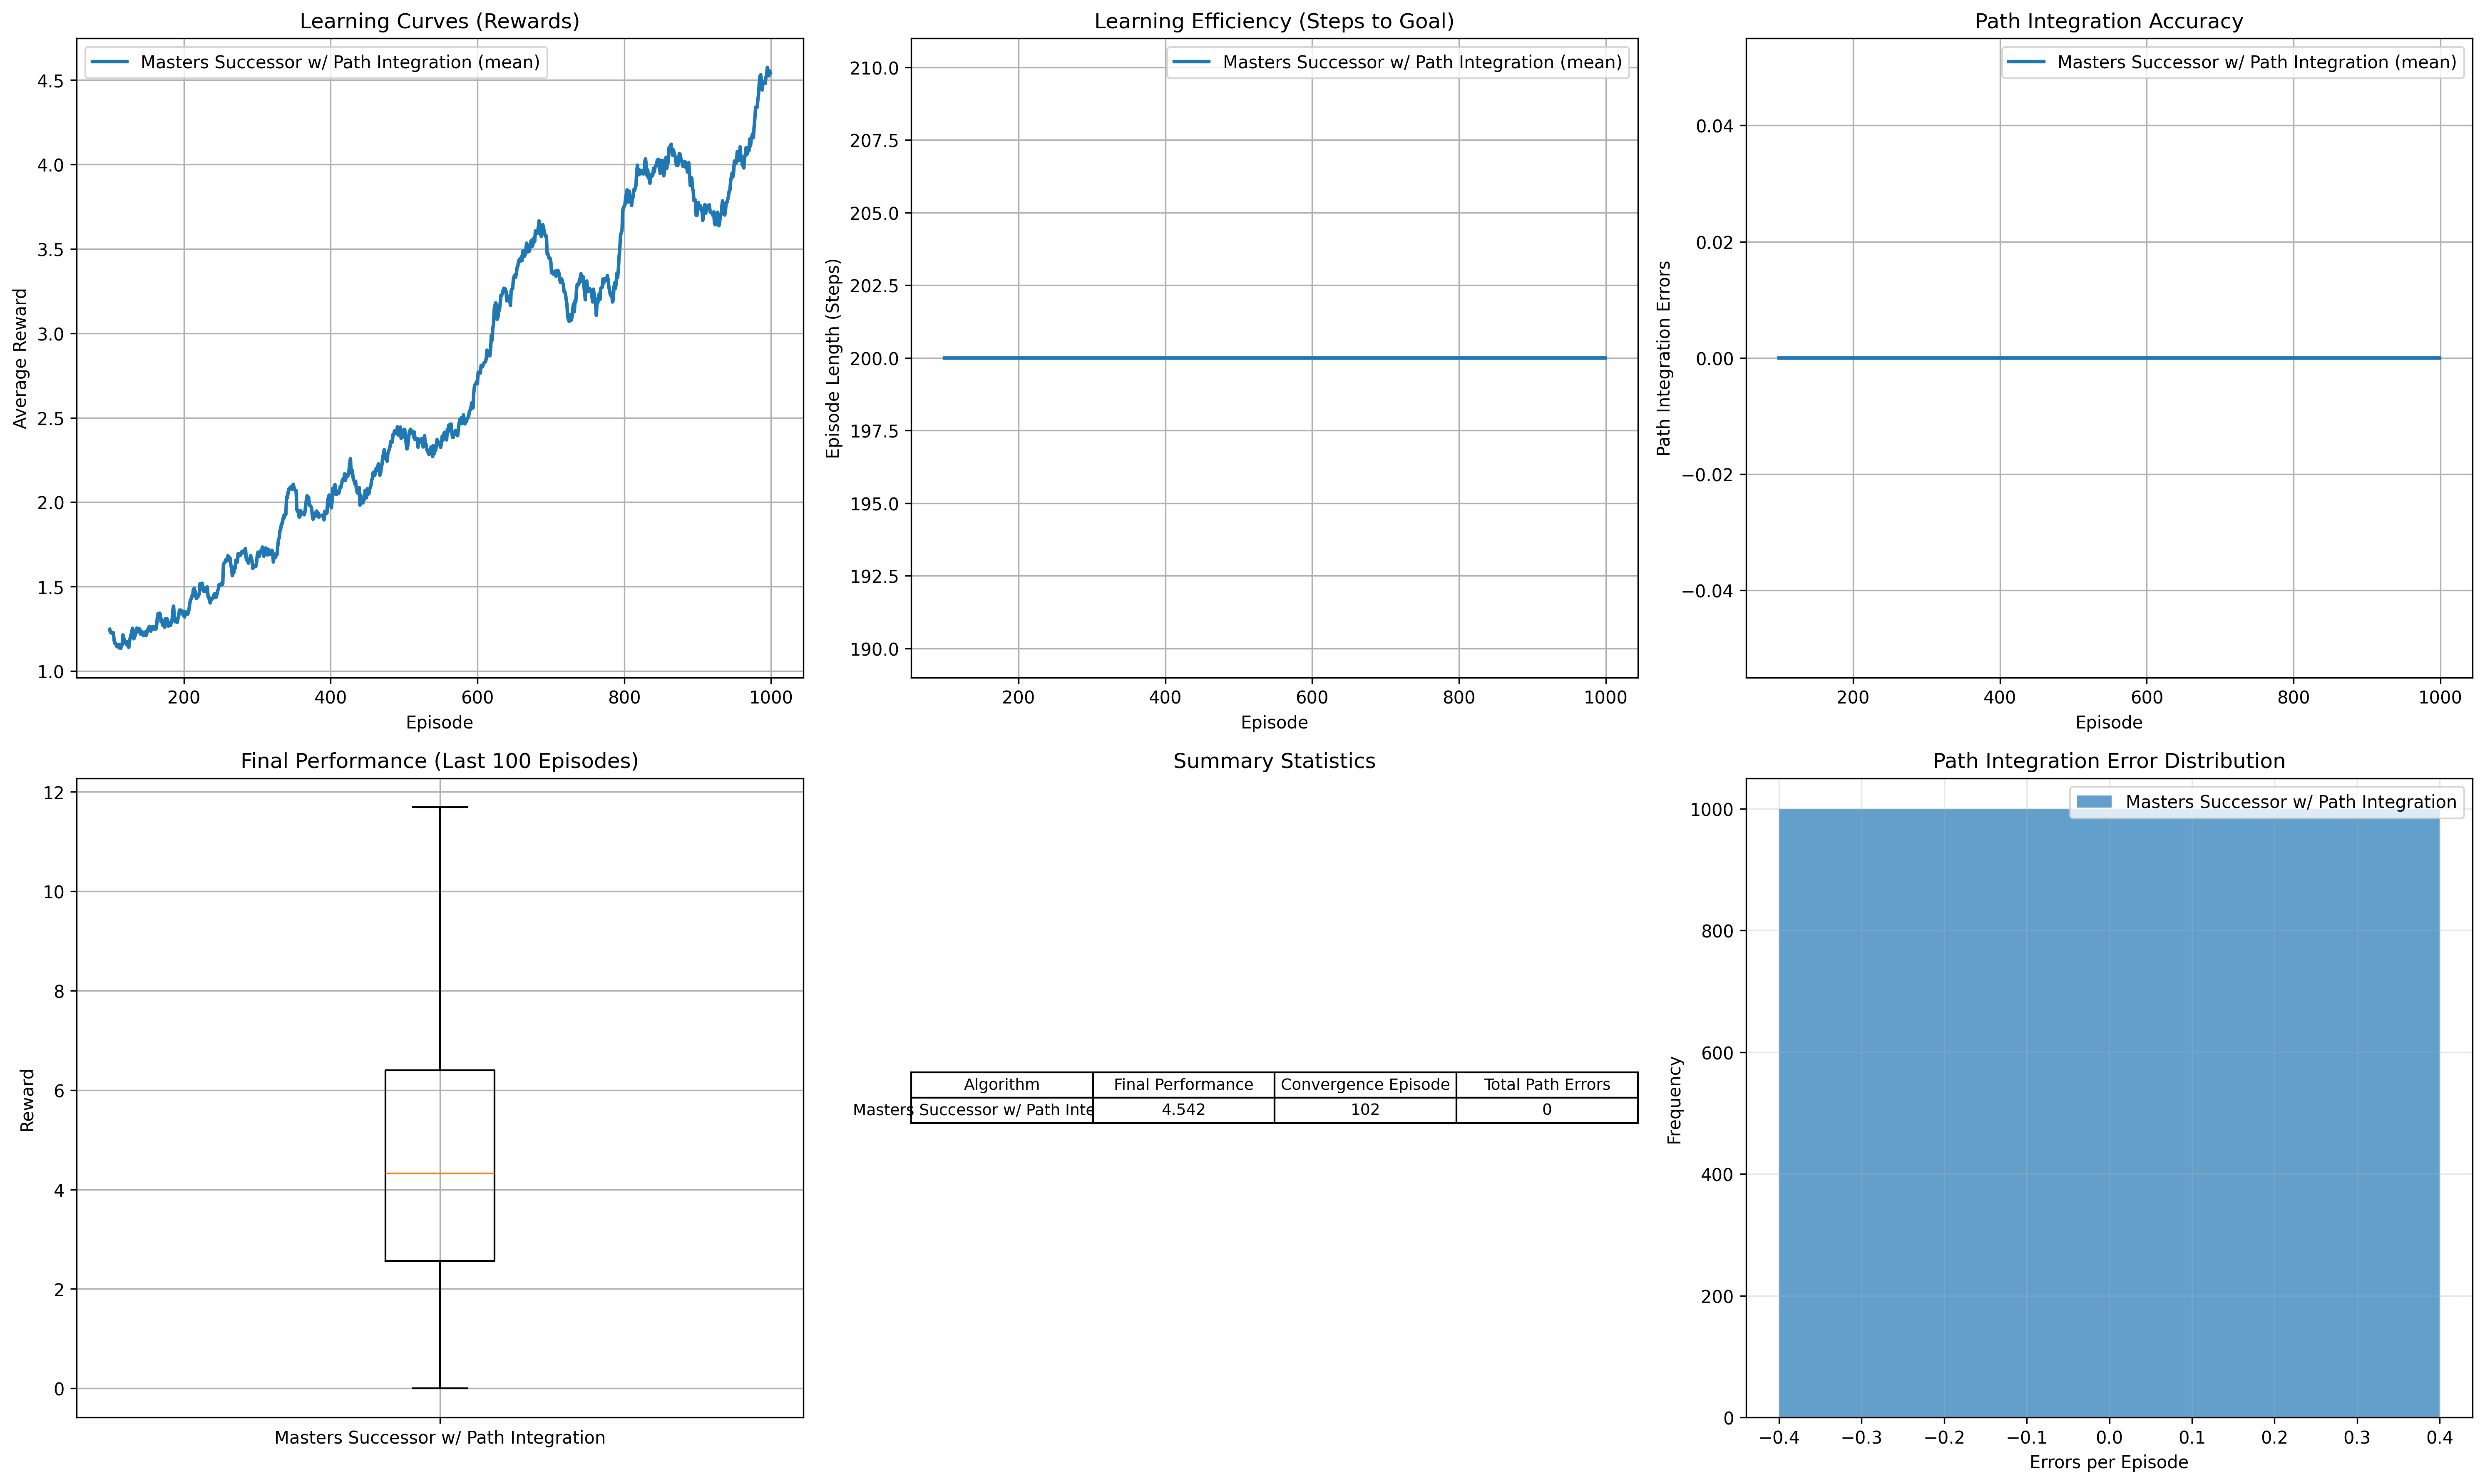 Learning Curves (Rewards)
Masters Successor w/ Path Integration (mean)
4.5
4.0
3.5
3.0
2.5
2.0
1.5
1.0
Average Reward
200 400 600 800 1000
Episode
Learning Efficiency (Steps to Goal)
Masters Successor w/ Path Integration (mean)
210.0
207.5
205.0
202.5
200.0
197.5
195.0
192.5
190.0
Episode Length (Steps)
200 400 600 800 1000
Episode
Path Integration Accuracy
Masters Successor w/ Path Integration (mean)
0.04
0.02
0.00
−0.02
−0.04
Path Integration Errors
200 400 600 800 1000
Episode
Final Performance (Last 100 Episodes)
12
10
8
6
4
2
0
Reward
Masters Successor w/ Path Integration
Summary Statistics
Algorithm Final Performance Convergence Episode Total Path Errors
Masters Successor w/ Path Inte 4.542 102 0
Path Integration Error Distribution
Masters Successor w/ Path Integration
1000
800
600
400
200
0
Frequency
−0.4 −0.3 −0.2 −0.1 0.0 0.1 0.2 0.3 0.4
Errors per Episode